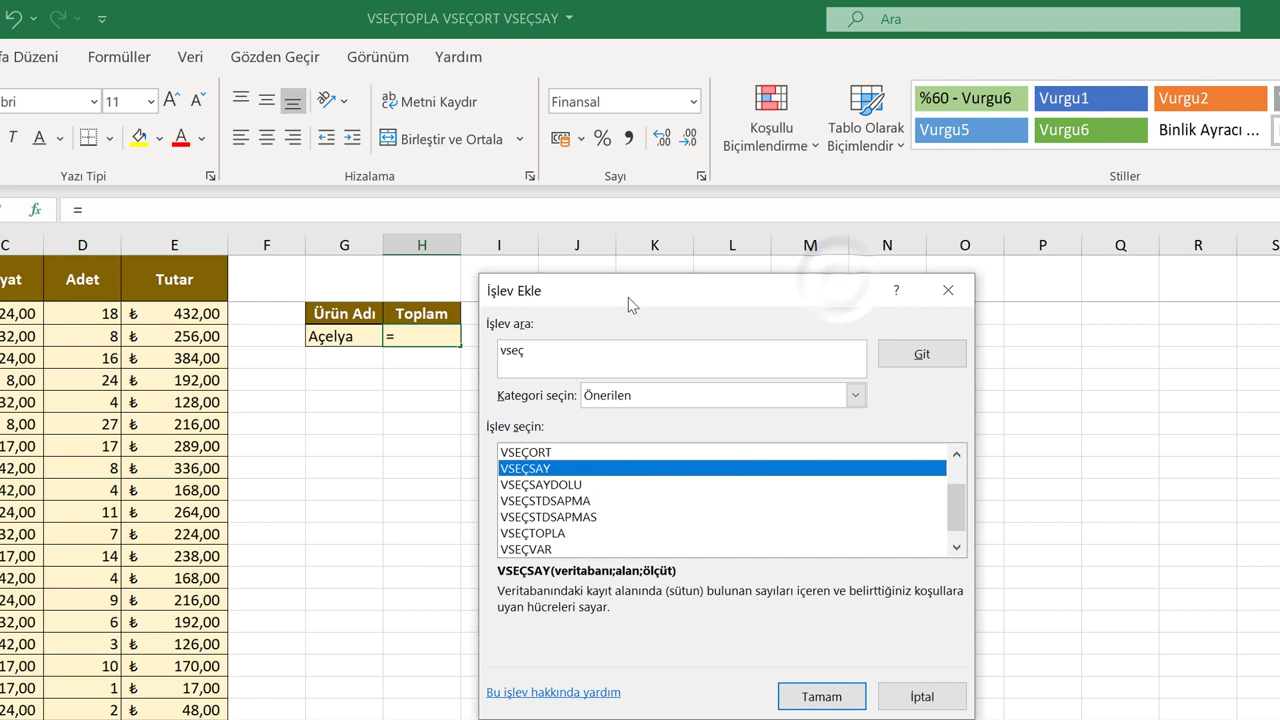 VSEÇTOPLA VSEÇORT VSEÇSAY
Ara
fa Düzeni Formüller Veri Gözden Geçir Görünüm Yardım
bri 11 A A Metni Kaydır Finansal
%60 - Vurgu6 Vurgu1 Vurgu2
T A A Birleştir ve Ortala %
Koşullu Biçimlendirme
Tablo Olarak Biçimlendir
Vurgu5 Vurgu6 Binlik Ayracı ...
Yazı Tipi Hizalama Sayı Stiller
fx =
C D E F G H I J K L M N O P Q R S
yat Adet Tutar
24,00 18 ₺ 432,00
32,00 8 ₺ 256,00
24,00 16 ₺ 384,00
8,00 24 ₺ 192,00
32,00 4 ₺ 128,00
8,00 27 ₺ 216,00
17,00 17 ₺ 289,00
42,00 8 ₺ 336,00
42,00 4 ₺ 168,00
24,00 11 ₺ 264,00
32,00 7 ₺ 224,00
17,00 14 ₺ 238,00
42,00 4 ₺ 168,00
24,00 9 ₺ 216,00
32,00 6 ₺ 192,00
42,00 3 ₺ 126,00
17,00 10 ₺ 170,00
17,00 1 ₺ 17,00
24,00 2 ₺ 48,00
Ürün Adı Toplam
Açelya =
İşlev Ekle ?
İşlev ara:
vseç
Git
Kategori seçin: Önerilen
İşlev seçin:
VSEÇORT
VSEÇSAY
VSEÇSAYDOLU
VSEÇSTDSAPMA
VSEÇSTDSAPMAS
VSEÇTOPLA
VSEÇVAR
VSEÇSAY(veritabanı;alan;ölçüt)
Veritabanındaki kayıt alanında (sütun) bulunan sayıları içeren ve belirttiğiniz koşullara
uyan hücreleri sayar.
Bu işlev hakkında yardım
Tamam İptal